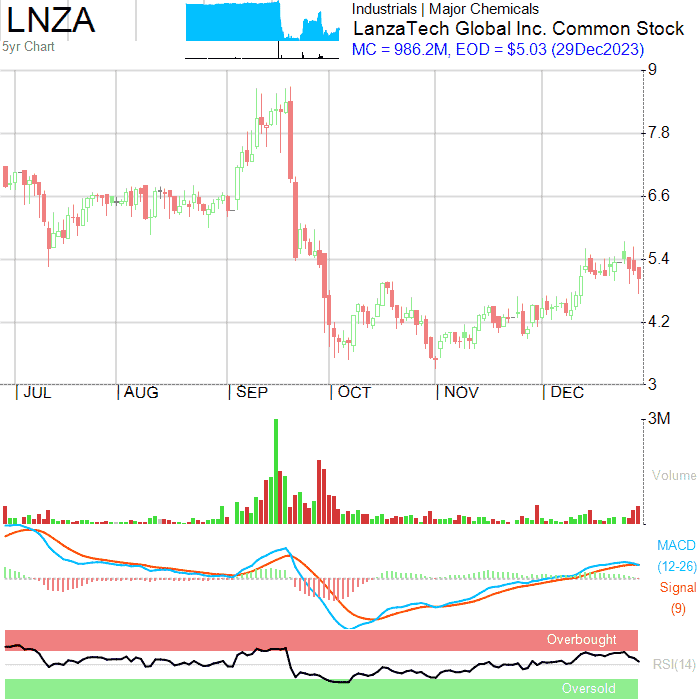 LNZA
5yr Chart
Industrials | Major Chemicals
LanzaTech Global Inc. Common Stock
MC = 986.2M, EOD = $5.03 (29Dec2023)
9
7.8
6.6
5.4
4.2
3
JUL
AUG
SEP
OCT
NOV
DEC
3M
Volume
MACD
(12-26)
Signal
(9)
Overbought
RSI(14)
Oversold